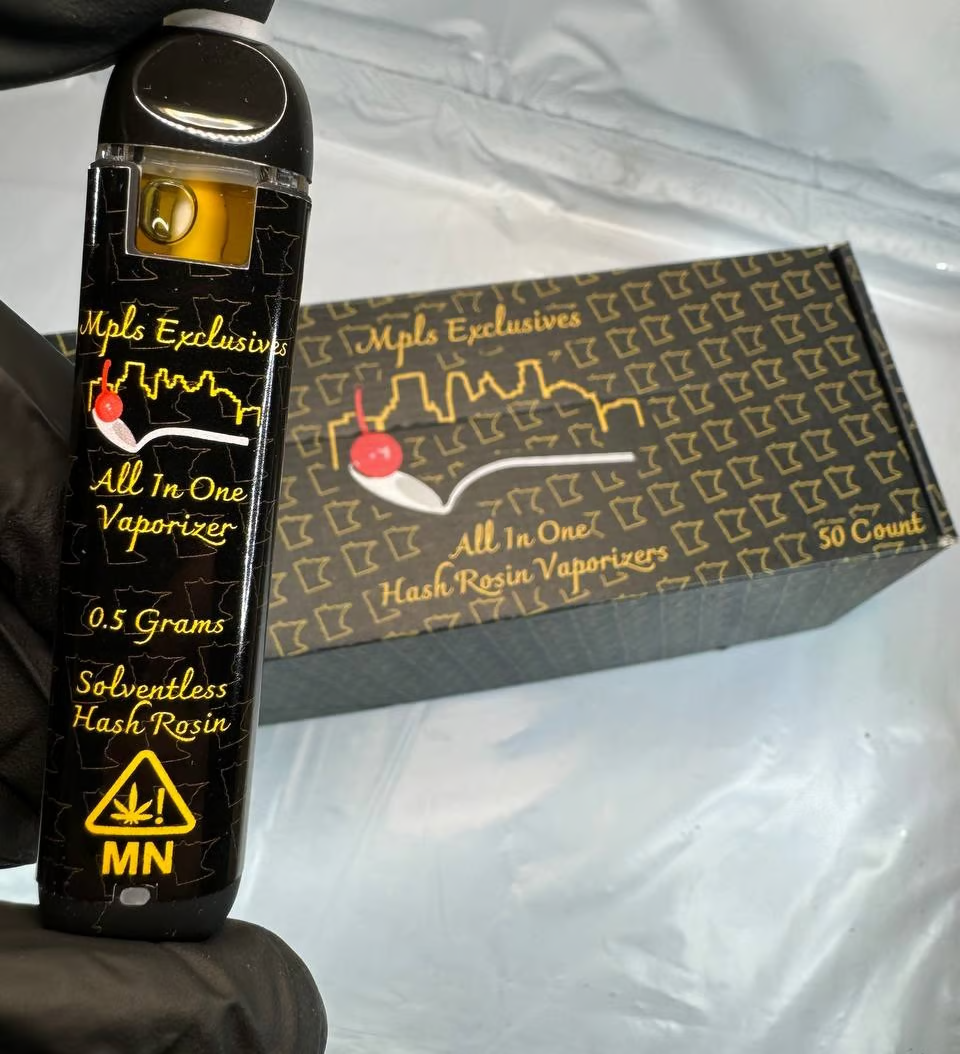 Mpls Exclusives
All In One
Vaporizer
0.5 Grams
Solventless
Hash Rosin
!
MN
Mpls Exclusives
All In One
Hash Rosin Vaporizers
50 Count